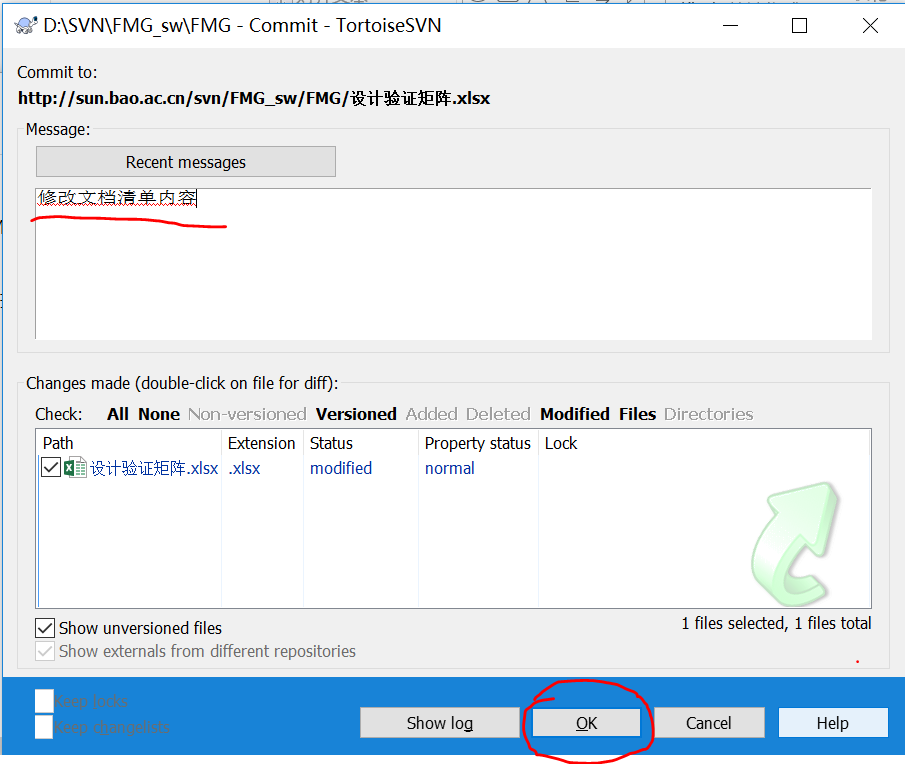 D:\SVN\FMG_sw\FMG - Commit - TortoiseSVN
Commit to:
http://sun.bao.ac.cn/svn/FMG_sw/FMG/设计验证矩阵.xlsx
Message:
Recent messages
修改文档清单内容
Changes made (double-click on file for diff):
Check: All None Non-versioned Versioned Added Deleted Modified Files Directories
Path Extension Status Property status Lock
设计验证矩阵.xlsx .xlsx modified normal
Show unversioned files
1 files selected, 1 files total
Show externals from different repositories
Keep locks
Keep changelists
Show log OK Cancel Help